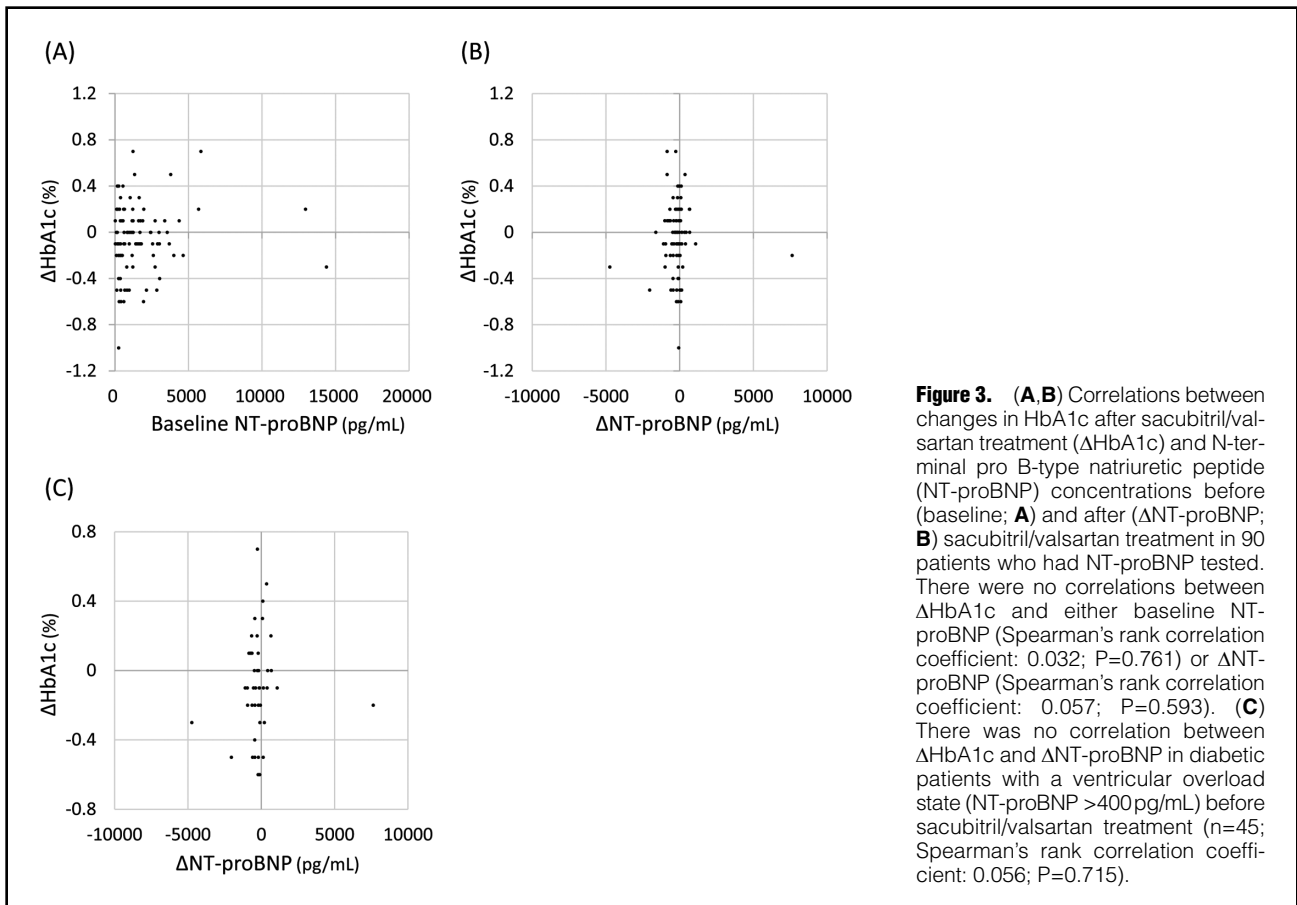 (A)
1.2
0.8
0.4
0
-0.4
-0.8
-1.2
ΔHbA1c (%)
0 5000 10000 15000 20000
Baseline NT-proBNP (pg/mL)
(B)
1.2
0.8
0.4
0
-0.4
-0.8
-1.2
ΔHbA1c (%)
-10000 -5000 0 5000 10000
ΔNT-proBNP (pg/mL)
(C)
0.8
0.4
0
-0.4
-0.8
ΔHbA1c (%)
-10000 -5000 0 5000 10000
ΔNT-proBNP (pg/mL)
Figure 3. (A,B) Correlations between
changes in HbA1c after sacubitril/val-
sartan treatment (ΔHbA1c) and N-ter-
minal pro B-type natriuretic peptide
(NT-proBNP) concentrations before
(baseline; A) and after (ΔNT-proBNP;
B) sacubitril/valsartan treatment in 90
patients who had NT-proBNP tested.
There were no correlations between
ΔHbA1c and either baseline NT-
proBNP (Spearman's rank correlation
coefficient: 0.032; P=0.761) or ΔNT-
proBNP (Spearman's rank correlation
coefficient: 0.057; P=0.593). (C)
There was no correlation between
ΔHbA1c and ΔNT-proBNP in diabetic
patients with a ventricular overload
state (NT-proBNP >400 pg/mL) before
sacubitril/valsartan treatment (n=45;
Spearman's rank correlation coeffi-
cient: 0.056; P=0.715).